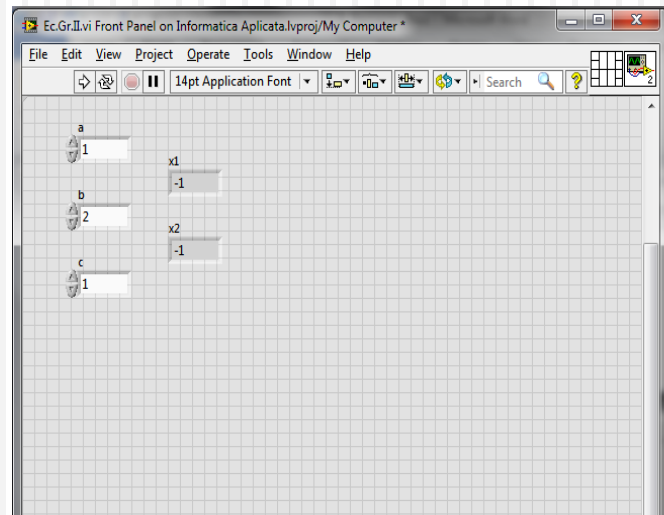 Ec.Gr.II.vi Front Panel on Informatica Aplicata.lvproj/My Computer *
File Edit View Project Operate Tools Window Help
14pt Application Font Search ? 2
a
1
x1
-1
b
2
x2
-1
c
1